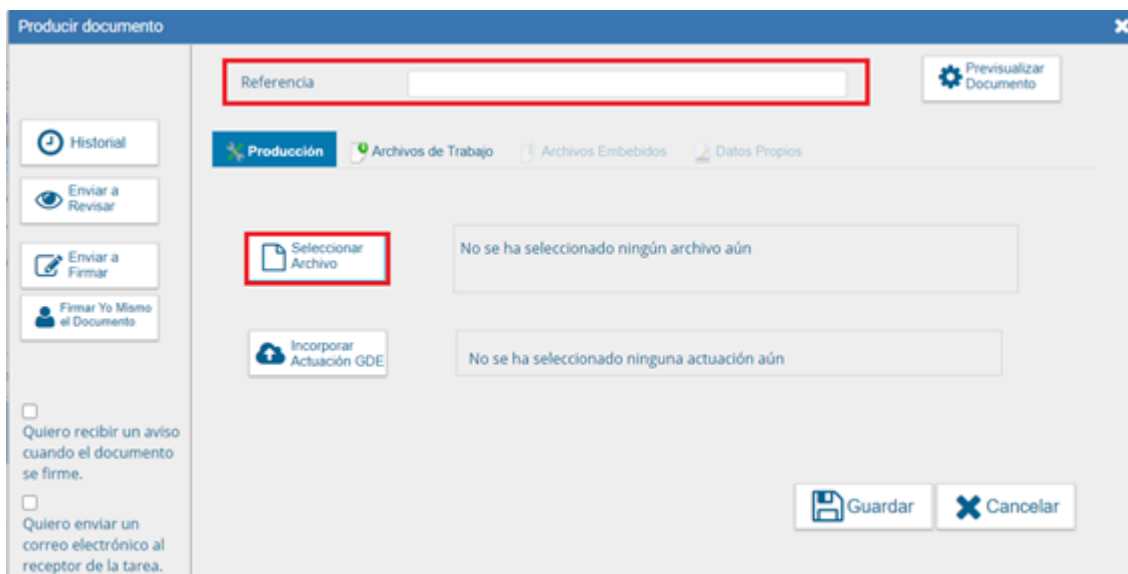 Producir documento
Referencia
Previsualizar
Documento
Historial
Producción
Archivos de Trabajo
Archivos Embebidos
Datos Propios
Enviar a
Revisar
Seleccionar
Archivo
No se ha seleccionado ningún archivo aún
Enviar a
Firmar
Firmar Yo Mismo
el Documento
Incorporar
Actuación GDE
No se ha seleccionado ninguna actuación aún
Quiero recibir un aviso
cuando el documento
se firme.
Quiero enviar un
correo electrónico al
receptor de la tarea.
Guardar
Cancelar